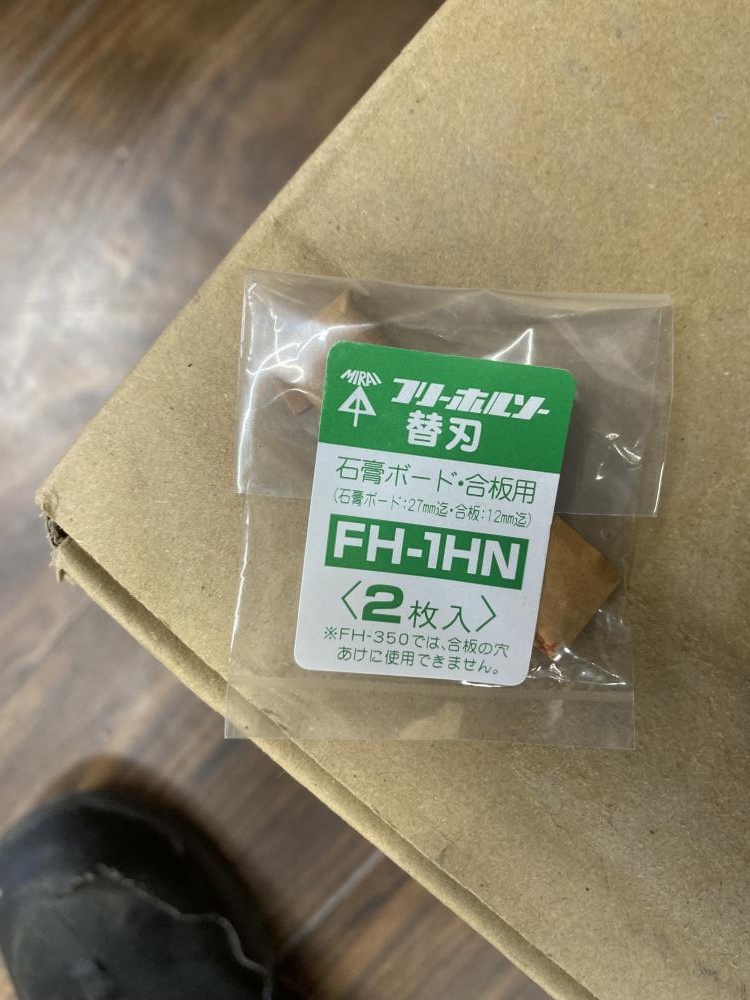 MIRAI
フリーホルソー
替刃
石膏ボード・合板用
(石膏ボード:27mm迄・合板:12mm迄)
FH-1HN
〈2枚入〉
※FH-350では、合板の穴
あけに使用できません。